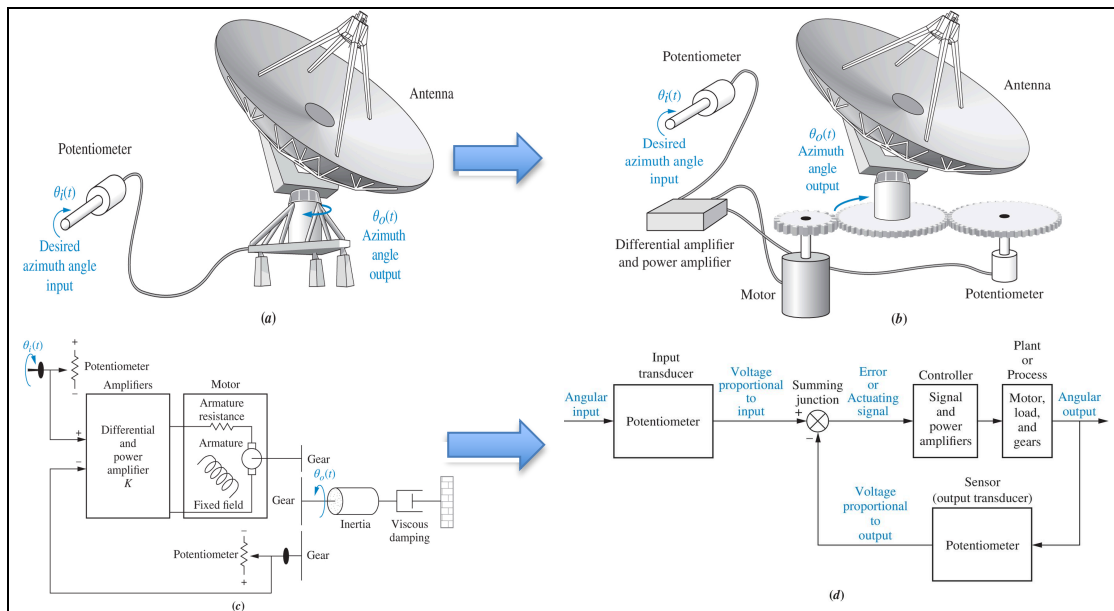 Potentiometer
θi(t)
Desired
azimuth angle
input
Antenna
θO(t)
Azimuth
angle
output
(a)
Potentiometer
θi(t)
Desired
azimuth angle
input
Antenna
θO(t)
Azimuth
angle
output
Differential amplifier
and power amplifier
Motor
Potentiometer
(b)
θi(t)
+
Potentiometer
−
Amplifiers
Motor
Armature
resistance
+
−
Differential
and
power
amplifier
K
Armature
Fixed field
Gear
Gear
θo(t)
Inertia
Viscous
damping
−
Potentiometer
+
Gear
(c)
Input
transducer
Angular
input
Potentiometer
Voltage
proportional
to
input
Summing
junction
+
−
Error
or
Actuating
signal
Controller
Signal
and
power
amplifiers
Plant
or
Process
Motor,
load,
and
gears
Angular
output
Voltage
proportional
to
output
Sensor
(output transducer)
Potentiometer
(d)